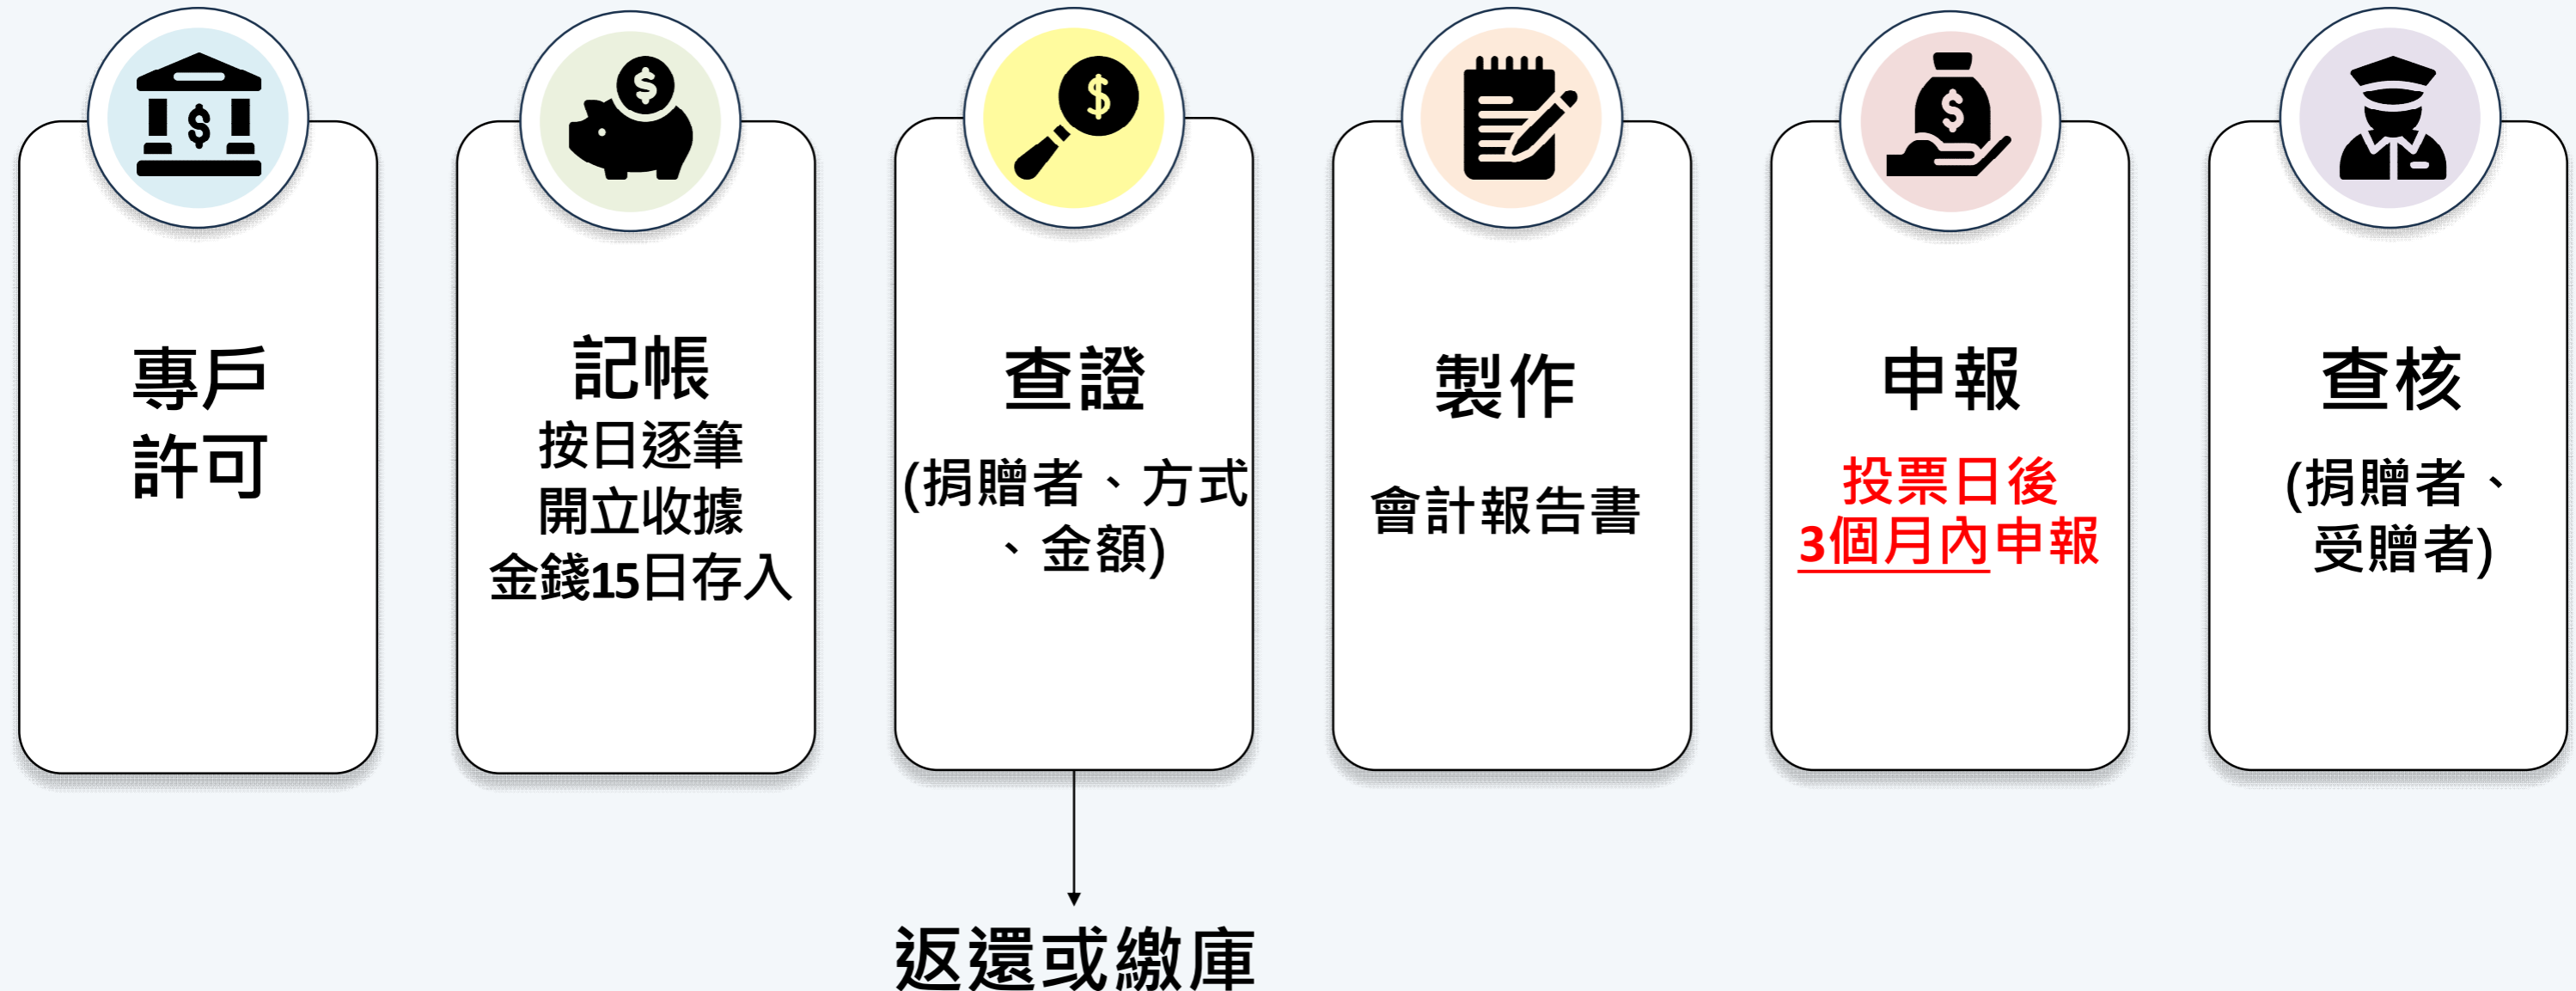 專戶
許可
記帳
按日逐筆
開立收據
金錢15日存入
查證
(捐贈者、方式
、金額)
返還或繳庫
製作
會計報告書
申報
投票日後
3個月內申報
查核
(捐贈者、
受贈者)